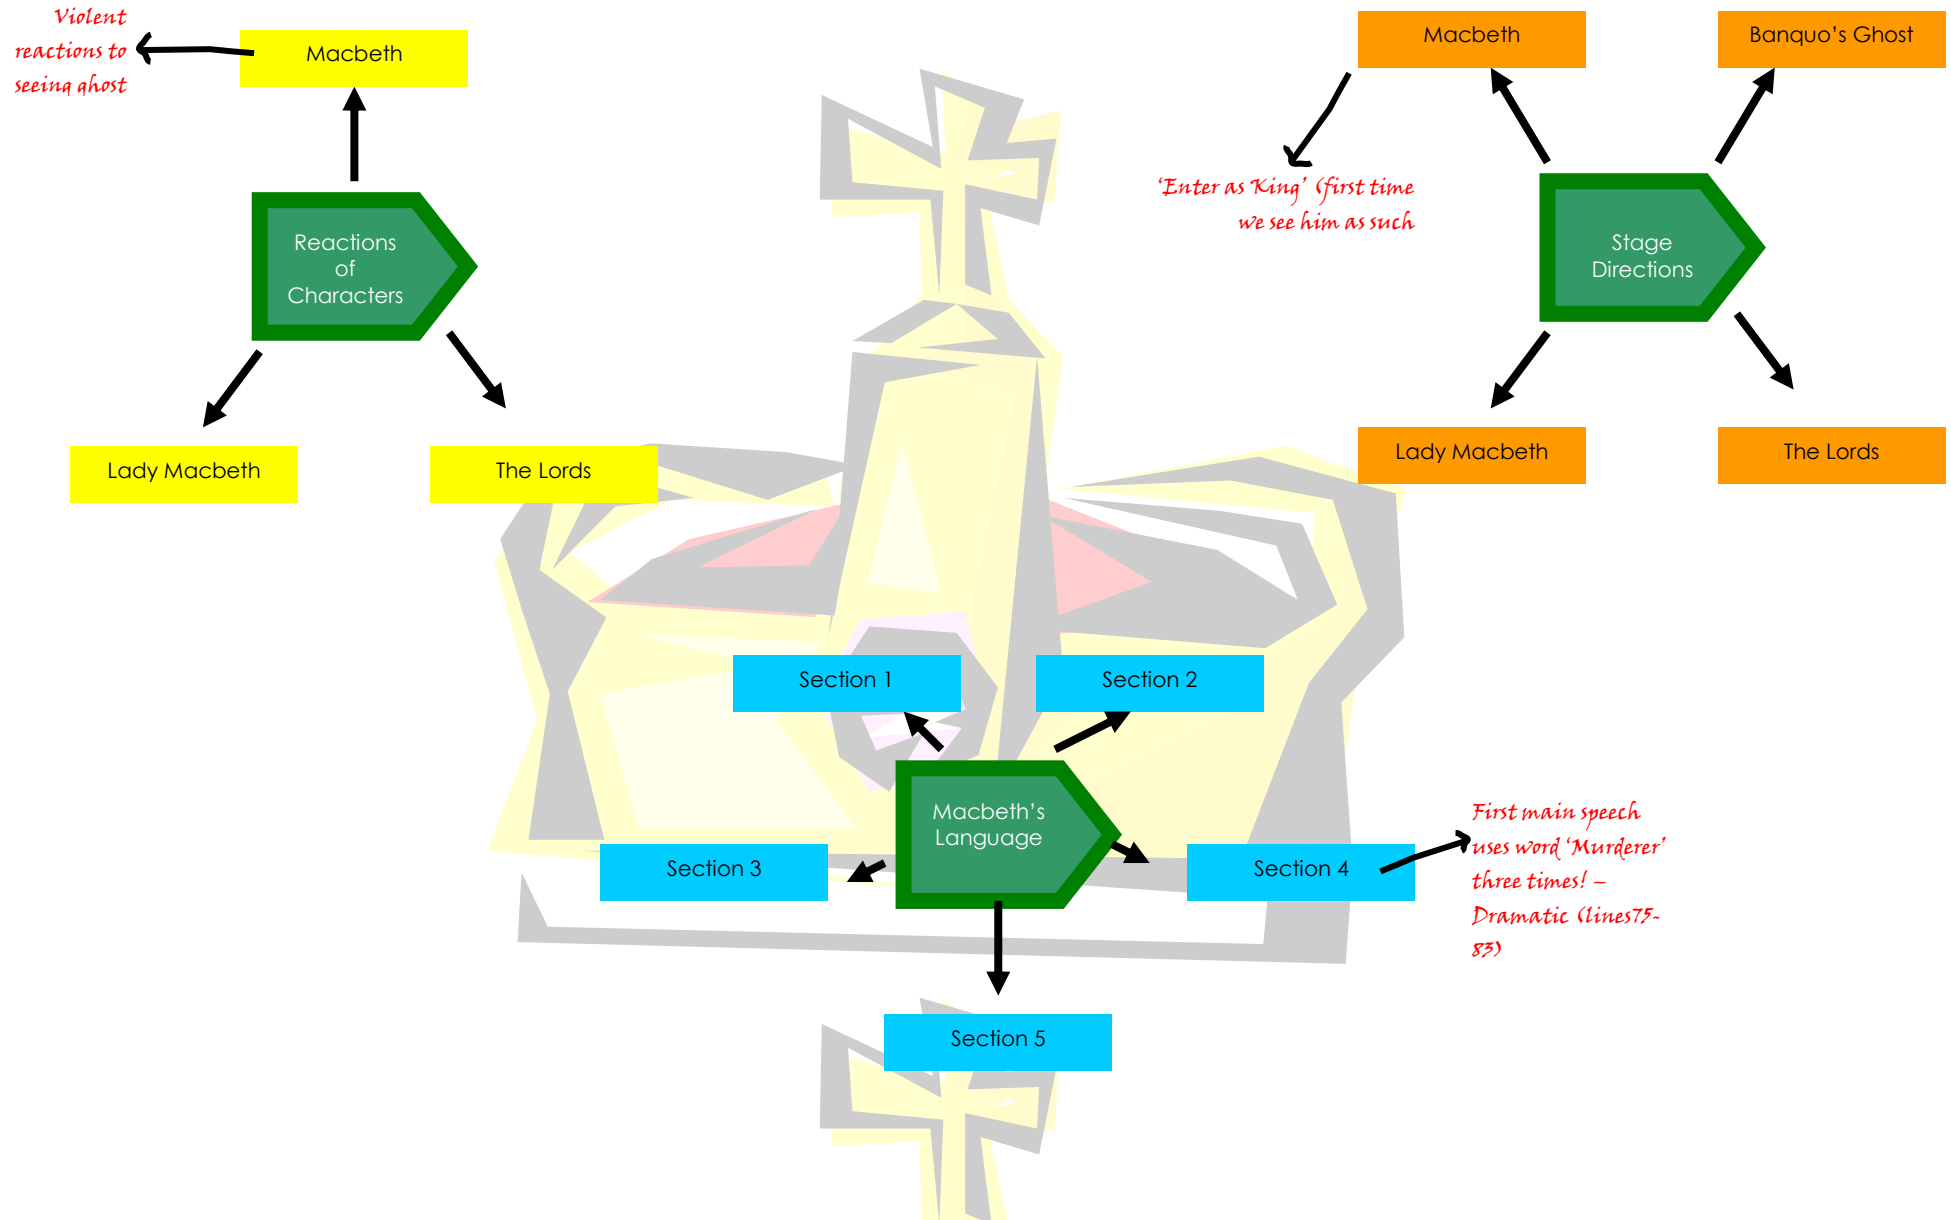 Violent
reactions to
seeing ghost
Macbeth
Reactions
of
Characters
Lady Macbeth
The Lords
Macbeth
Banquo’s Ghost
‘Enter as King’ (first time
we see him as such
Stage
Directions
Lady Macbeth
The Lords
Section 1
Section 2
Macbeth’s
Language
Section 3
Section 4
First main speech
uses word ‘Murderer’
three times! –
Dramatic (lines75-
83)
Section 5